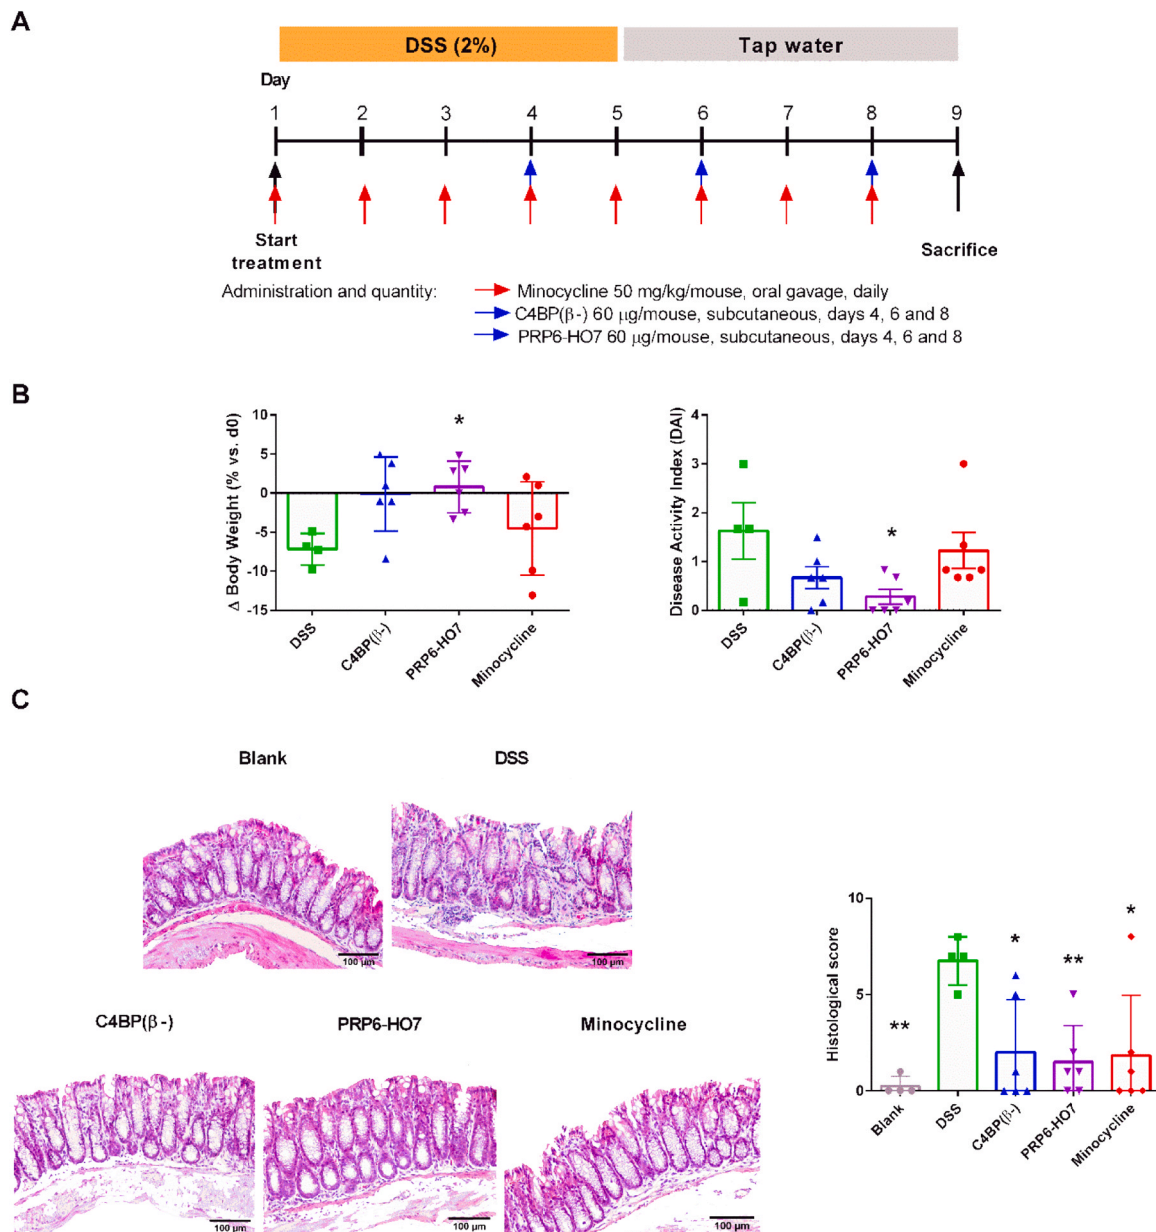 A
DSS (2%)
Tap water
Day
1 2 3 4 5 6 7 8 9
Start
treatment
Sacrifice
Administration and quantity:
Minocycline 50 mg/kg/mouse, oral gavage, daily
C4BP(β-) 60 μg/mouse, subcutaneous, days 4, 6 and 8
PRP6-HO7 60 μg/mouse, subcutaneous, days 4, 6 and 8
B
Δ Body Weight (% vs. d0)
10
5
0
-5
-10
-15
*
DSS
C4BP(β-)
PRP6-HO7
Minocycline
Disease Activity Index (DAI)
4
3
2
1
0
*
DSS
C4BP(β-)
PRP6-HO7
Minocycline
C
Blank
DSS
100 μm
100 μm
C4BP(β -)
PRP6-HO7
Minocycline
100 μm
100 μm
100 μm
Histological score
10
5
0
**
*
**
*
Blank
DSS
C4BP(β-)
PRP6-HO7
Minocycline